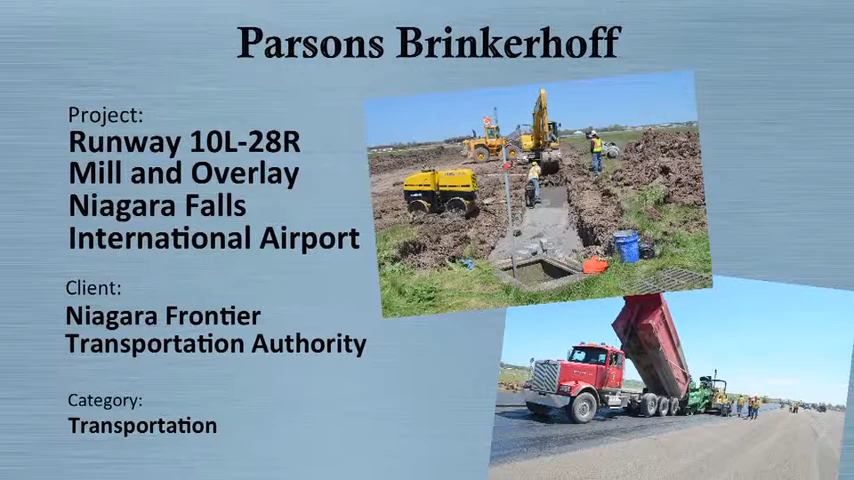 Parsons Brinkerhoff
Project:
Runway 10L-28R
Mill and Overlay
Niagara Falls
International Airport
Client:
Niagara Frontier
Transportation Authority
Category:
Transportation